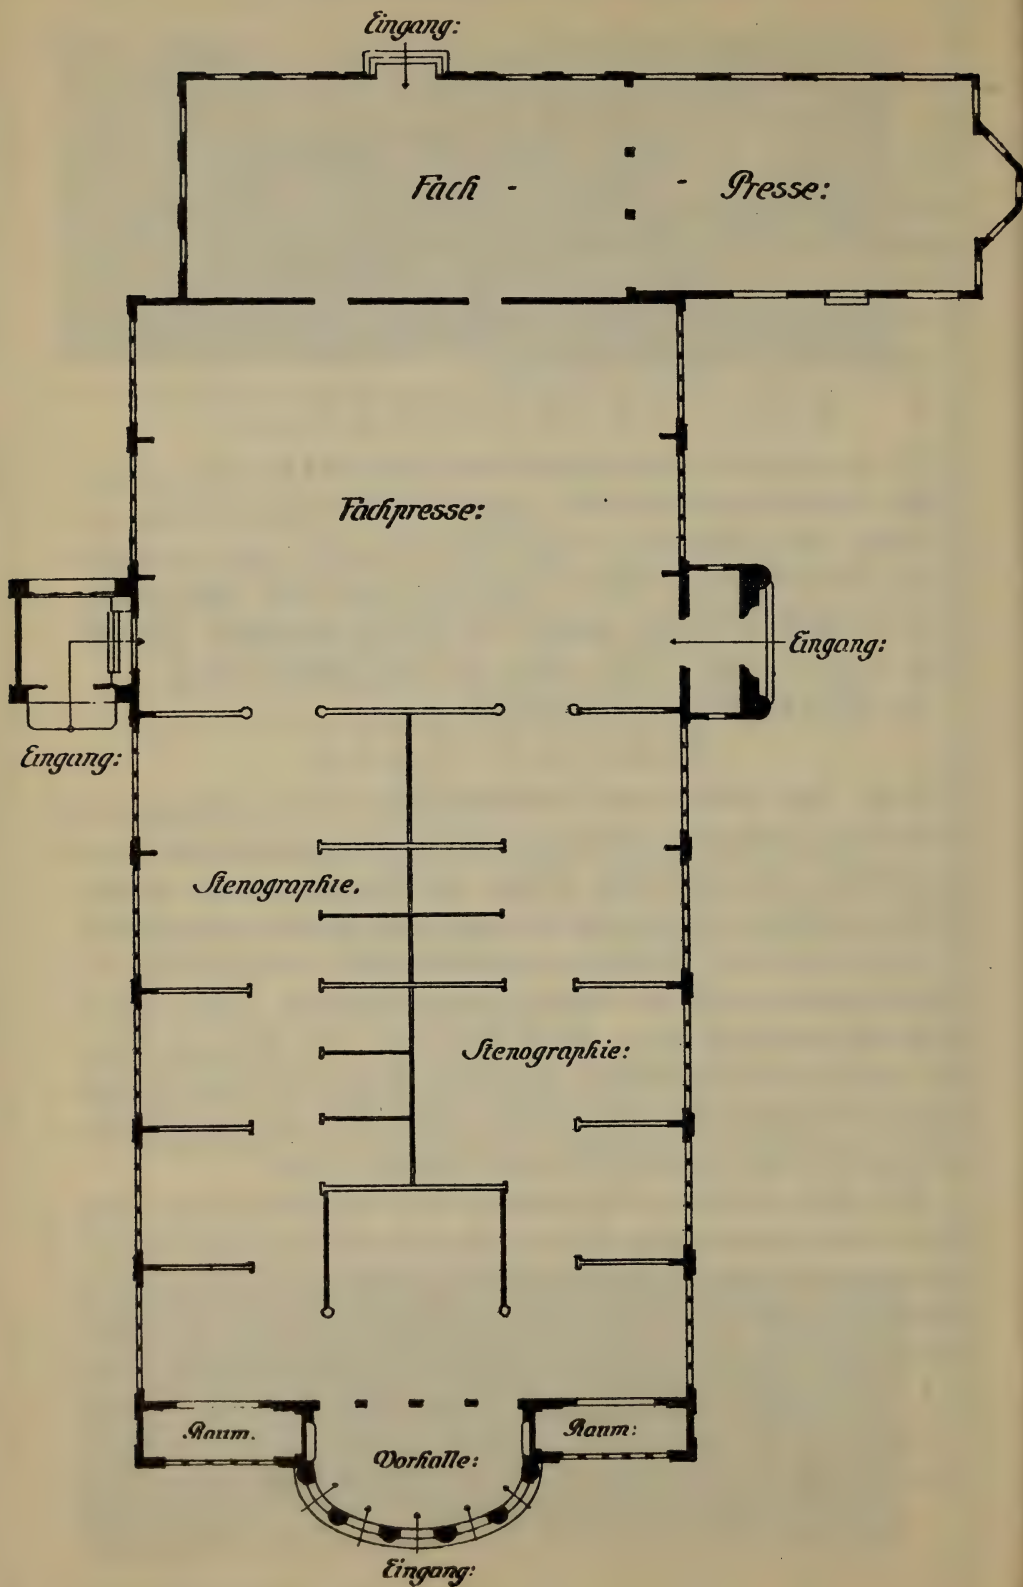 Eingang:
Fach - - Presse:
Fachpresse:
Eingang:
Eingang:
Stenographie.
Stenographie:
Raum.
Raum:
Vorhalle:
Eingang: